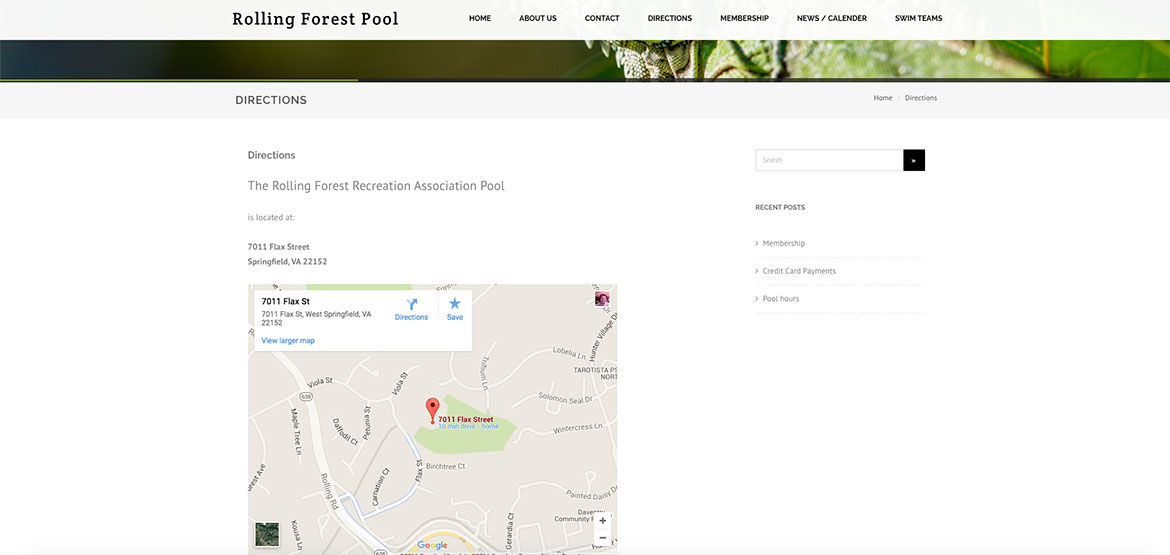 Rolling Forest Pool
HOME ABOUT US CONTACT DIRECTIONS MEMBERSHIP NEWS / CALENDER SWIM TEAMS
DIRECTIONS
Home / Directions
Directions
The Rolling Forest Recreation Association Pool
is located at:
7011 Flax Street
Springfield, VA 22152
7011 Flax St
7011 Flax St, West Springfield, VA
22152
Directions
Save
View larger map
Hunter Village Dr
Lobelia Ln
Trillium Ln
TAROTISTA PS
NORT
Viola St
Viola St
638
Solomon Seal Dr
Maple Tree Ln
Petunia St
Daffodil Ct
7011 Flax Street
10 min drive - home
Wintercress Ln
Birchtree Ct
Flax St
Carnation Ct
Rolling Rd
Painted Daisy
Community
Gerardia Ct
Kousa Ln
638
Google
+
−
Search
»
RECENT POSTS
› Membership
› Credit Card Payments
› Pool hours